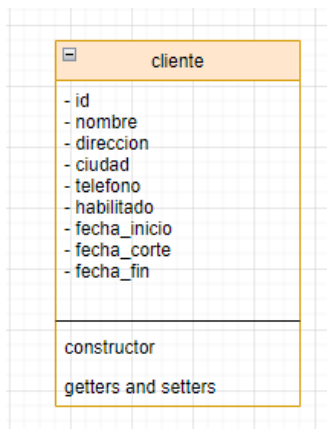 cliente
- id
- nombre
- direccion
- ciudad
- telefono
- habilitado
- fecha_inicio
- fecha_corte
- fecha_fin
constructor
getters and setters